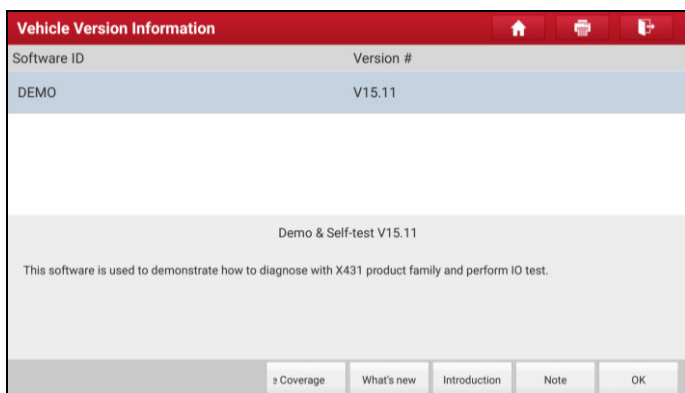 Vehicle Version Information
Software ID Version #
DEMO V15.11
Demo & Self-test V15.11
This software is used to demonstrate how to diagnose with X431 product family and perform IO test.
Coverage What's new Introduction Note OK